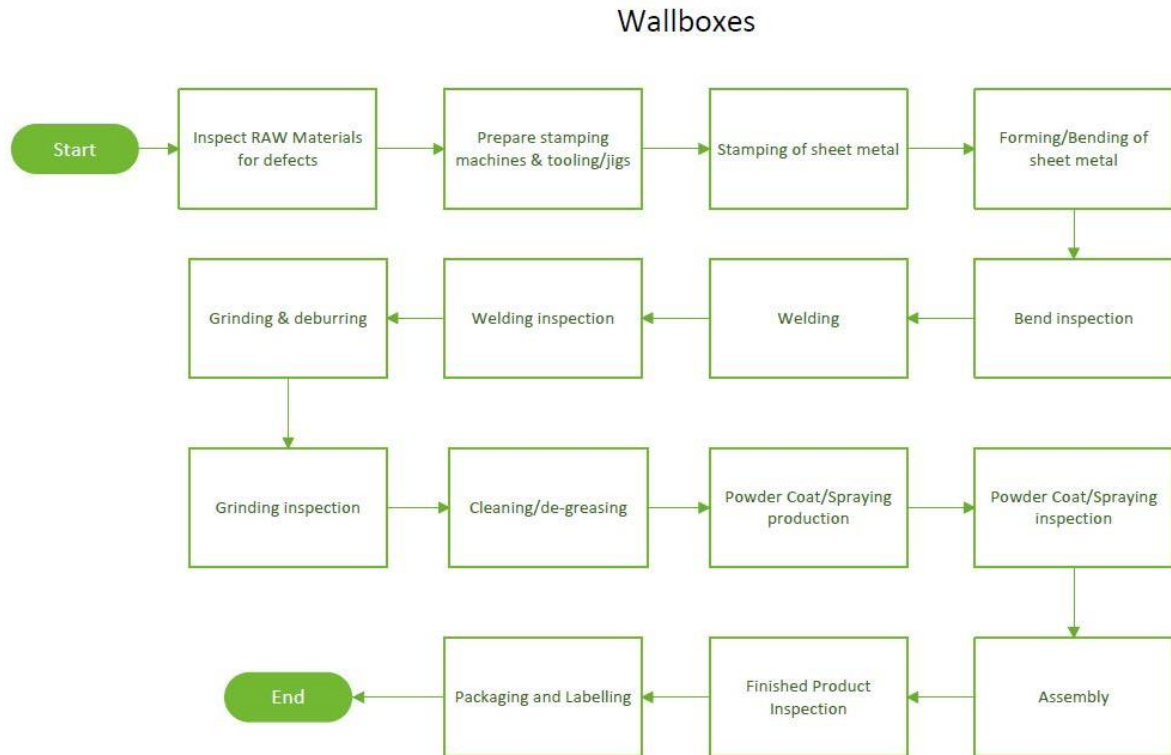 Wallboxes
Start
Inspect RAW Materials
for defects
Prepare stamping
machines & tooling/jigs
Stamping of sheet metal
Forming/Bending of
sheet metal
Bend inspection
Welding
Welding inspection
Grinding & deburring
Grinding inspection
Cleaning/de-greasing
Powder Coat/Spraying
production
Powder Coat/Spraying
inspection
Assembly
Finished Product
Inspection
Packaging and Labelling
End